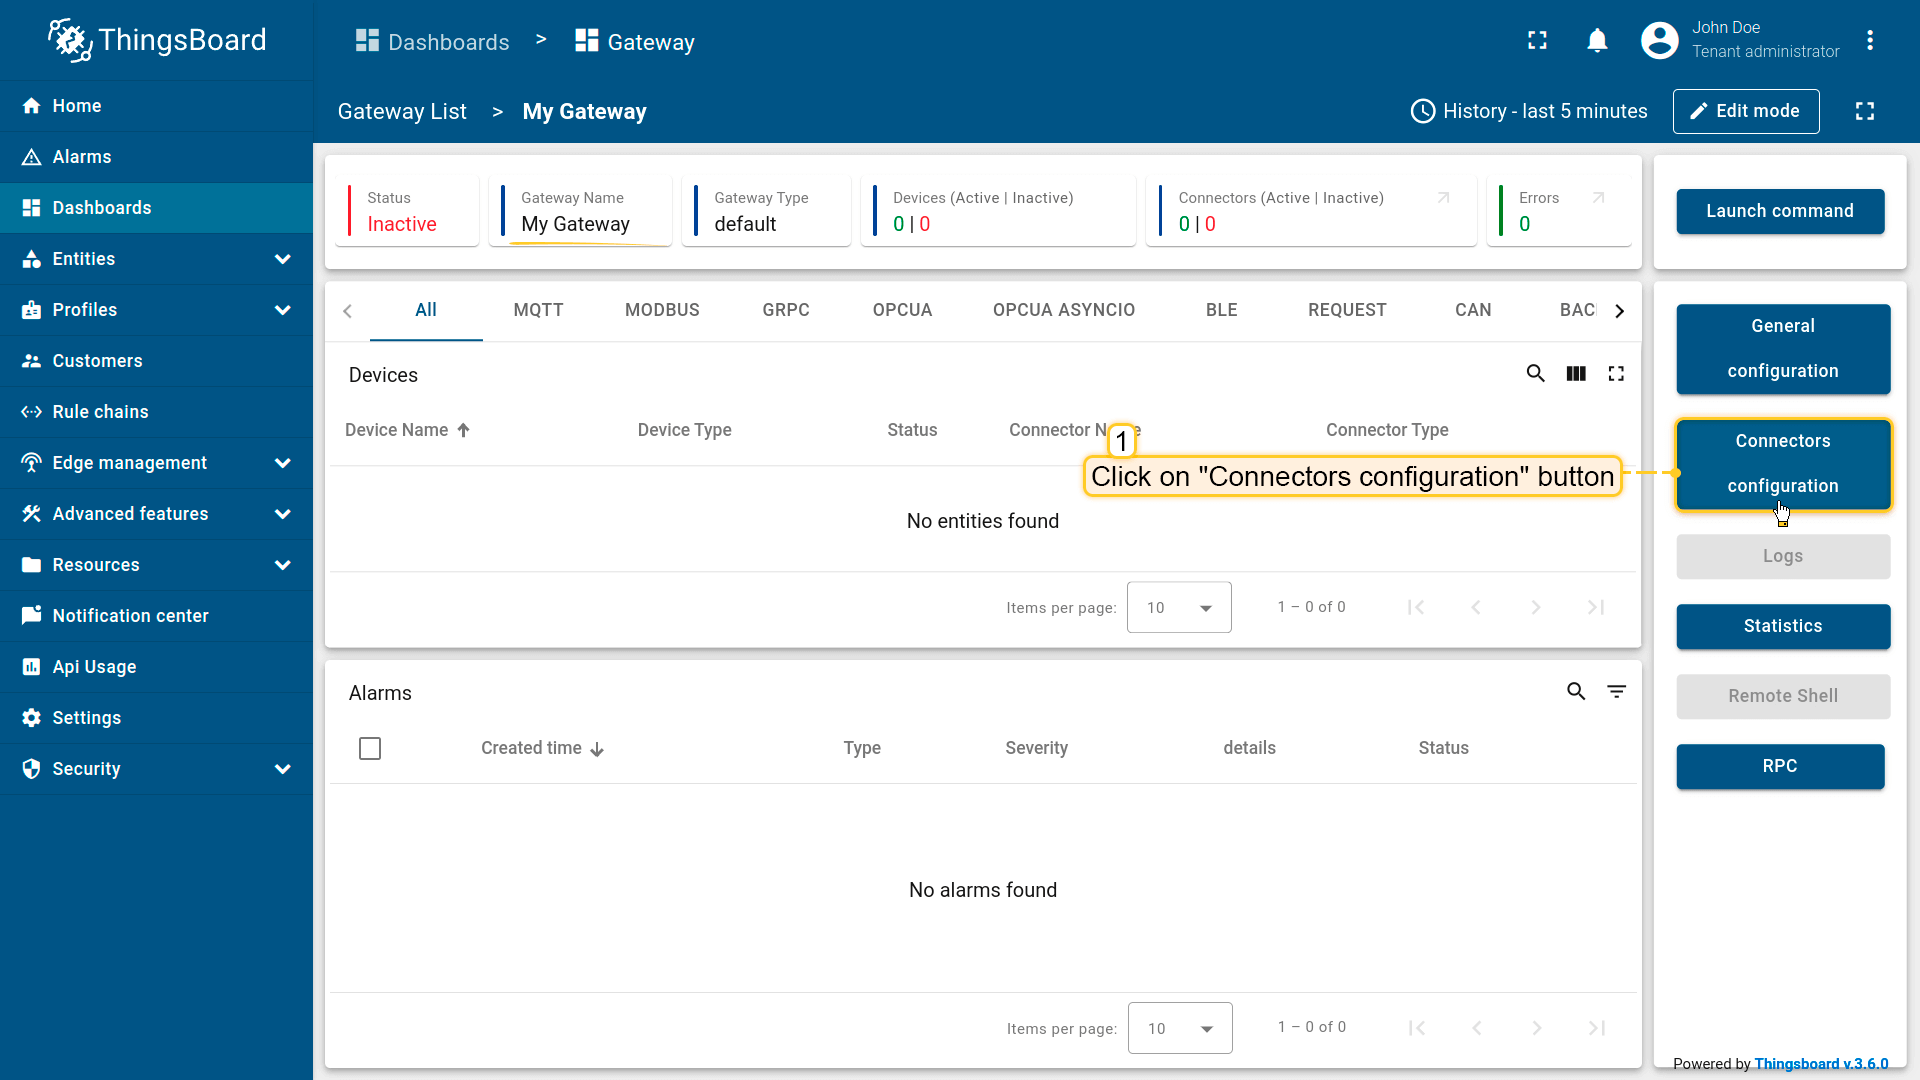 ThingsBoard
Dashboards > Gateway
John Doe
Tenant administrator
Gateway List > My Gateway
History - last 5 minutes
Edit mode
Home
Alarms
Dashboards
Entities
Profiles
Customers
Rule chains
Edge management
Advanced features
Resources
Notification center
Api Usage
Settings
Security
Status
Inactive
Gateway Name
My Gateway
Gateway Type
default
Devices (Active | Inactive)
0 | 0
Connectors (Active | Inactive)
0 | 0
Errors
0
Launch command
All MQTT MODBUS GRPC OPCUA OPCUA ASYNCIO BLE REQUEST CAN BAC
Devices
Device Name Device Type Status Connector N e Connector Type
No entities found
Items per page: 10 1 – 0 of 0
1
Click on "Connectors configuration" button
General
configuration
Connectors
configuration
Logs
Statistics
Remote Shell
RPC
Alarms
Created time Type Severity details Status
No alarms found
Items per page: 10 1 – 0 of 0
Powered by Thingsboard v.3.6.0